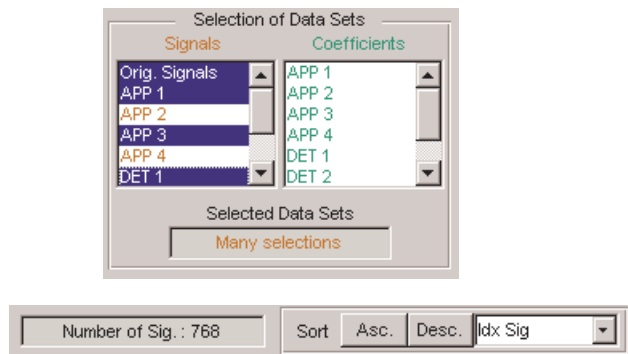 Selection of Data Sets
Signals Coefficients
Orig. Signals APP 1
APP 1 APP 2
APP 2 APP 3
APP 3 APP 4
APP 4 DET 1
DET 1 DET 2
Selected Data Sets
Many selections
Number of Sig. : 768 Sort Asc. Desc. Idx Sig